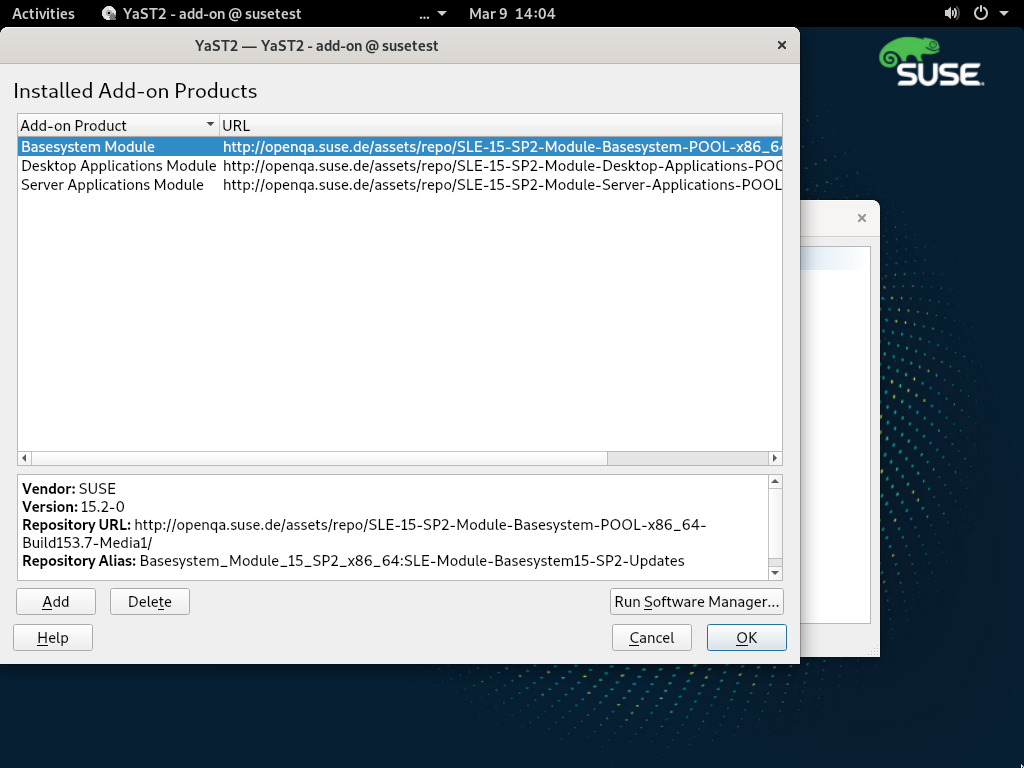 Activities YaST2 - add-on @ susetest ... Mar 9 14:04
YaST2 — YaST2 - add-on @ susetest
SUSE
Installed Add-on Products
Add-on Product URL
Basesystem Module http://openqa.suse.de/assets/repo/SLE-15-SP2-Module-Basesystem-POOL-x86_64
Desktop Applications Module http://openqa.suse.de/assets/repo/SLE-15-SP2-Module-Desktop-Applications-POO
Server Applications Module http://openqa.suse.de/assets/repo/SLE-15-SP2-Module-Server-Applications-POOL
Vendor: SUSE
Version: 15.2-0
Repository URL: http://openqa.suse.de/assets/repo/SLE-15-SP2-Module-Basesystem-POOL-x86_64-
Build153.7-Media1/
Repository Alias: Basesystem_Module_15_SP2_x86_64:SLE-Module-Basesystem15-SP2-Updates
Add Delete Run Software Manager...
Help Cancel OK